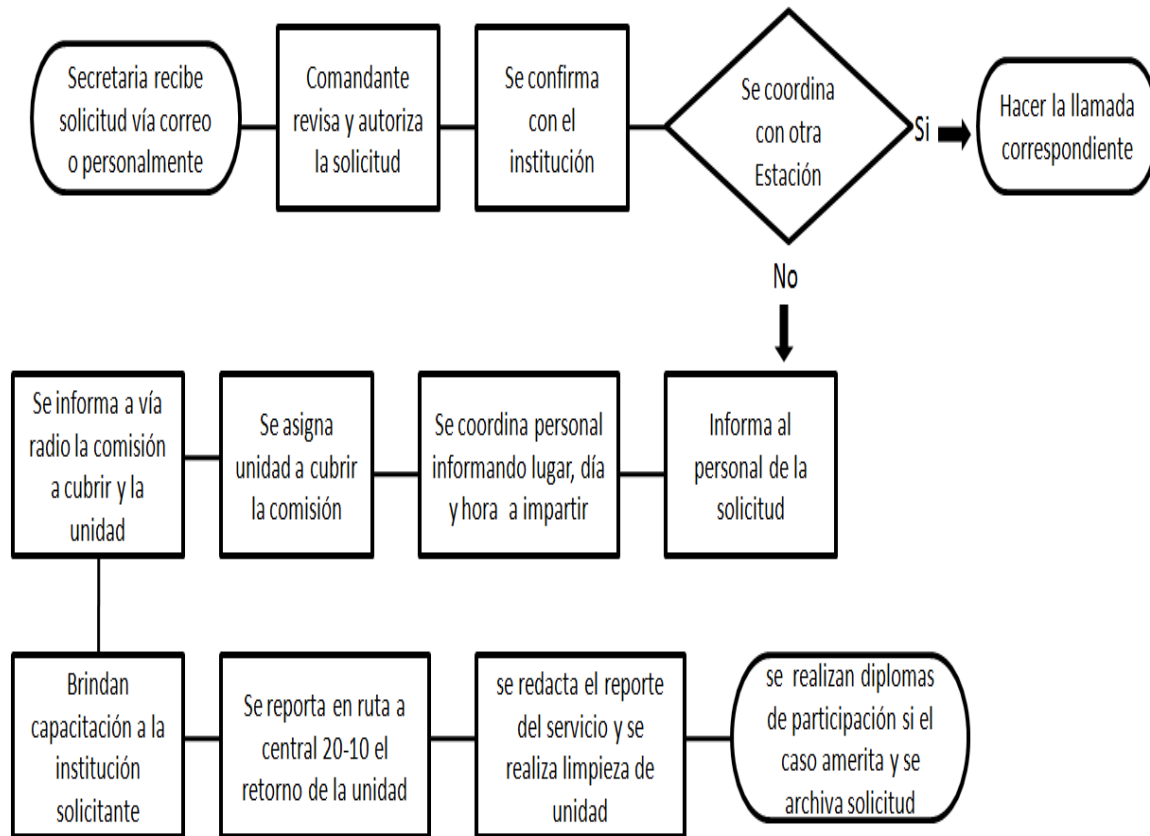 Secretaria recibe
solicitud vía correo
o personalmente
Comandante
revisa y autoriza
la solicitud
Se confirma
con el
institución
Se coordina
con otra
Estación
Si
Hacer la llamada
correspondiente
No
Informa al
personal de la
solicitud
Se coordina personal
informando lugar, día
y hora a impartir
Se asigna
unidad a cubrir
la comisión
Se informa a vía
radio la comisión
a cubrir y la
unidad
Brindan
capacitación a la
institución
solicitante
Se reporta en ruta a
central 20-10 el
retorno de la unidad
se redacta el reporte
del servicio y se
realiza limpieza de
unidad
se realizan diplomas
de participación si el
caso amerita y se
archiva solicitud